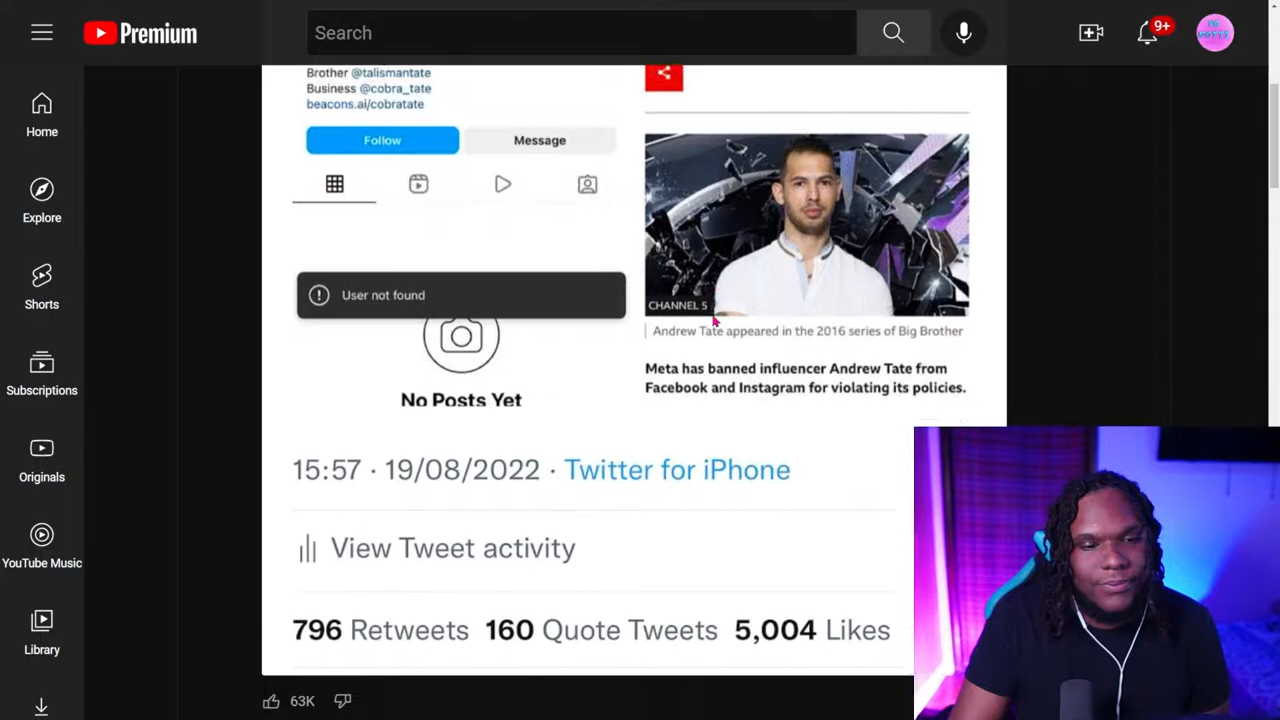 Premium
Search
9+
Home
Explore
Shorts
Subscriptions
Originals
YouTube Music
Library
Brother @talismantate
Business @cobra_tate
beacons.ai/cobratate
Follow
Message
User not found
No Posts Yet
CHANNEL 5
Andrew Tate appeared in the 2016 series of Big Brother
Meta has banned influencer Andrew Tate from
Facebook and Instagram for violating its policies.
15:57 · 19/08/2022 · Twitter for iPhone
View Tweet activity
796 Retweets 160 Quote Tweets 5,004 Likes
63K